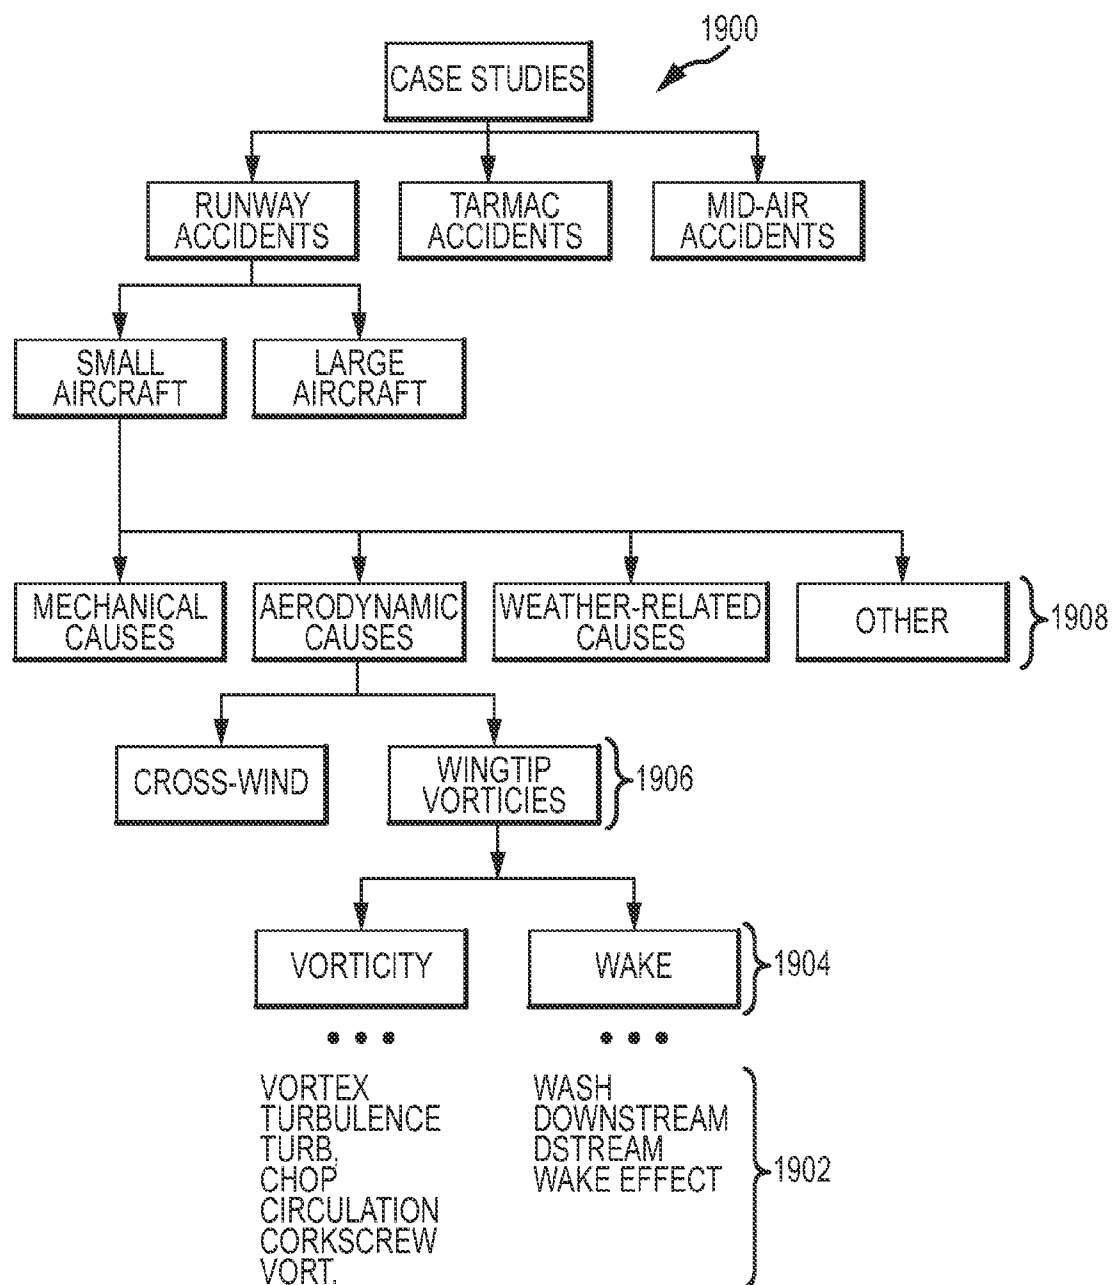 1900
CASE STUDIES
RUNWAY
ACCIDENTS
TARMAC
ACCIDENTS
MID-AIR
ACCIDENTS
SMALL
AIRCRAFT
LARGE
AIRCRAFT
MECHANICAL
CAUSES
AERODYNAMIC
CAUSES
WEATHER-RELATED
CAUSES
OTHER
1908
CROSS-WIND
WINGTIP
VORTICIES
1906
VORTICITY
WAKE
1904
VORTEX
TURBULENCE
TURB.
CHOP
CIRCULATION
CORKSCREW
VORT.
WASH
DOWNSTREAM
DSTREAM
WAKE EFFECT
1902